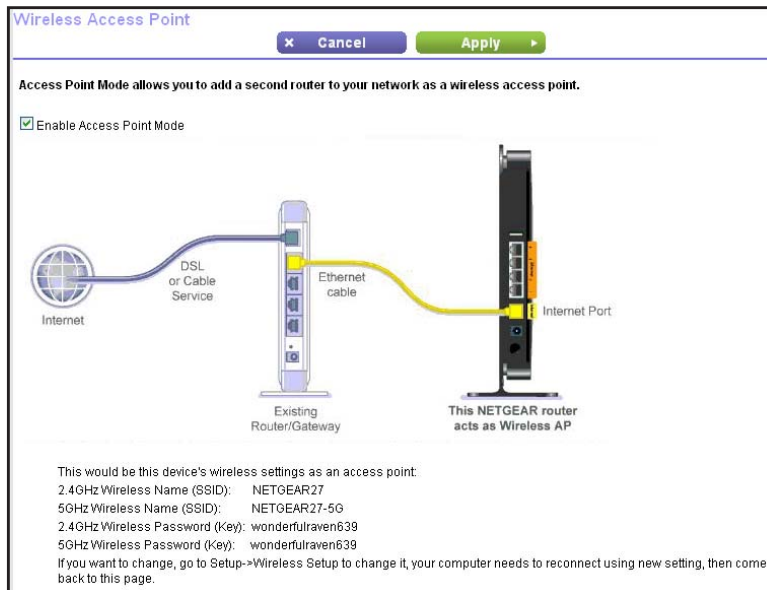 Wireless Access Point
× Cancel
Apply
Access Point Mode allows you to add a second router to your network as a wireless access point.
Enable Access Point Mode
Internet
DSL
or Cable
Service
Ethernet
cable
Internet Port
Existing
Router/Gateway
This NETGEAR router
acts as Wireless AP
This would be this device's wireless settings as an access point:
2.4GHz Wireless Name (SSID): NETGEAR27
5GHz Wireless Name (SSID): NETGEAR27-5G
2.4GHz Wireless Password (Key): wonderfulraven639
5GHz Wireless Password (Key): wonderfulraven639
If you want to change, go to Setup->Wireless Setup to change it, your computer needs to reconnect using new setting, then come
back to this page.